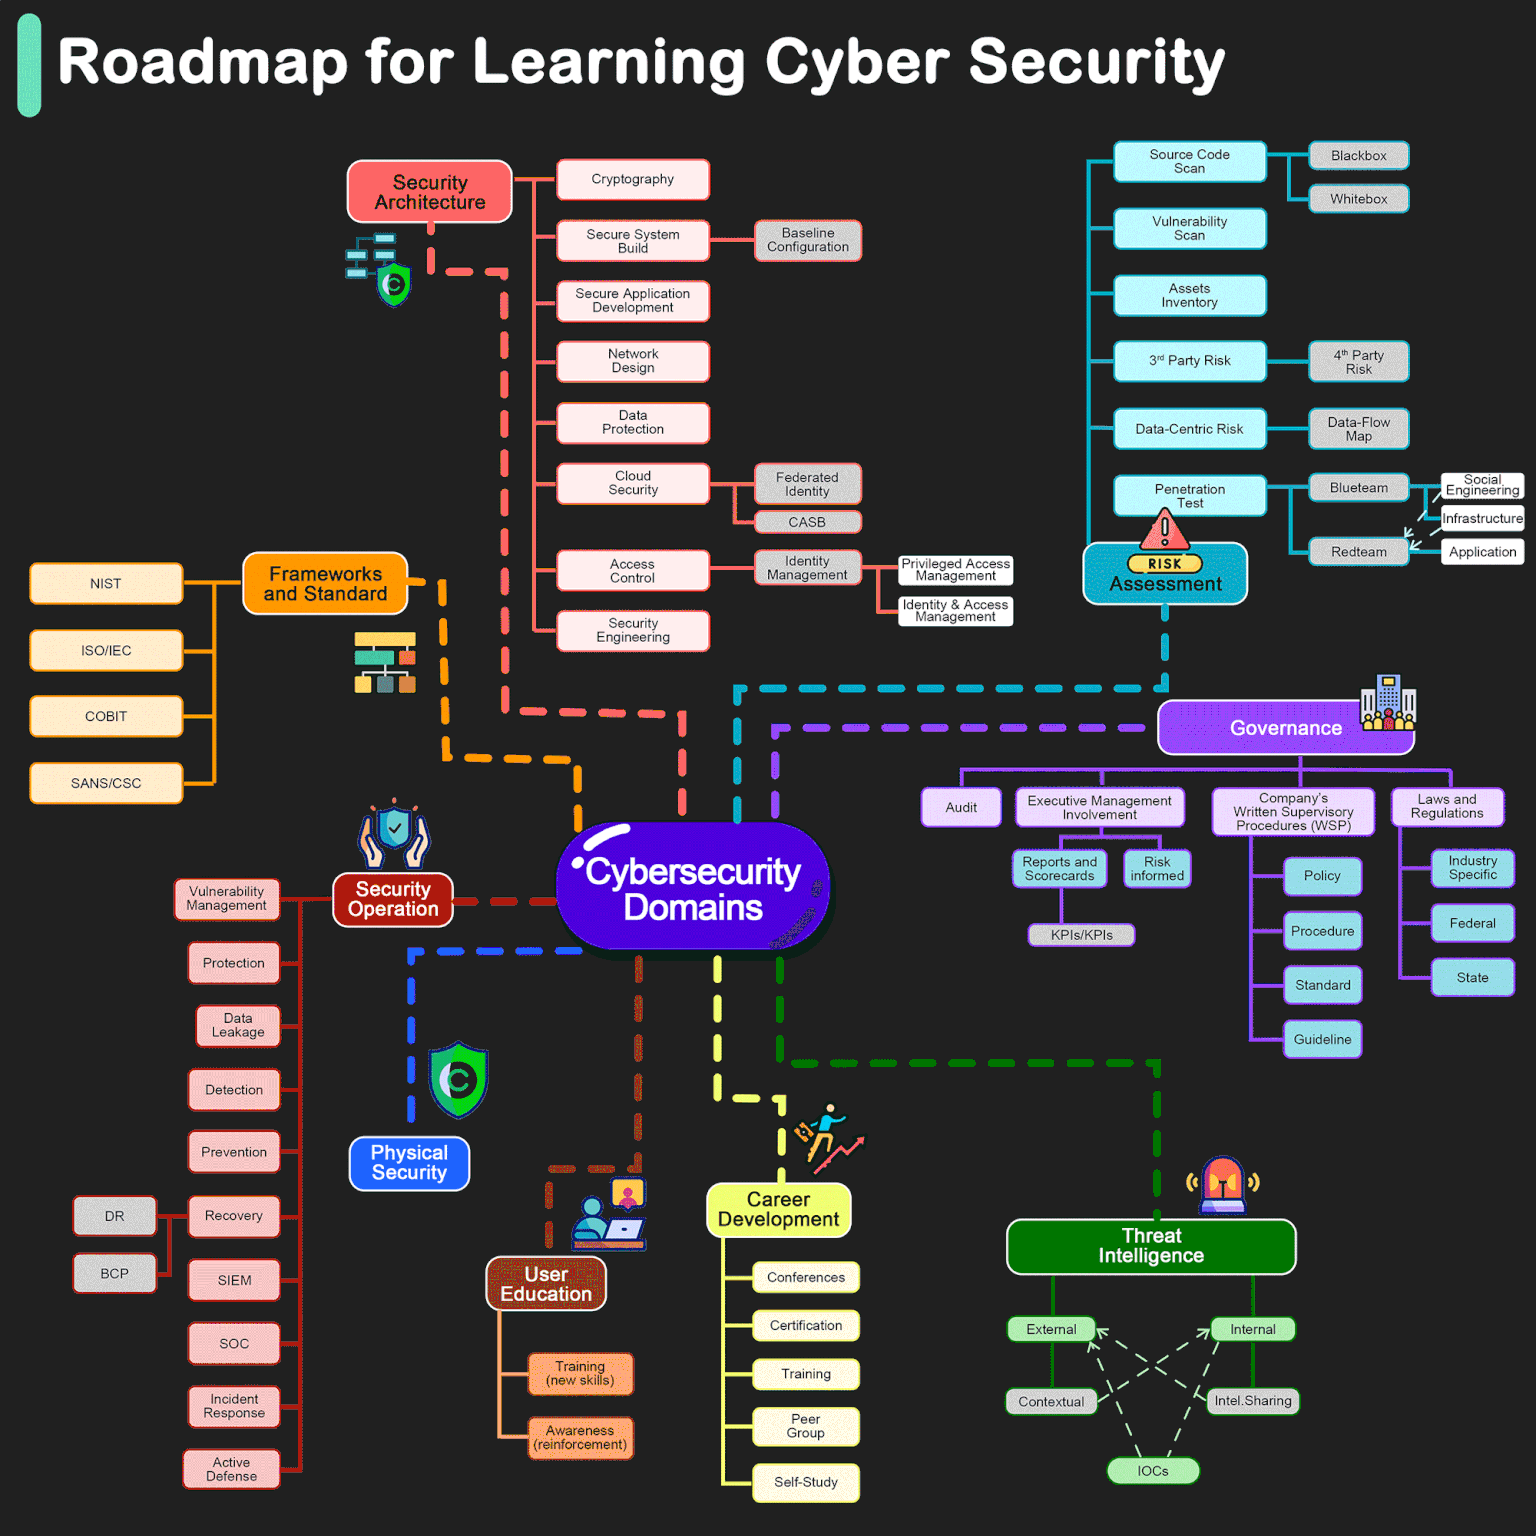 Roadmap for Learning Cyber Security
Security
Architecture
Cryptography
Secure System
Build
Baseline
Configuration
Secure Application
Development
Network
Design
Data
Protection
Cloud
Security
Federated
Identity
CASB
Access
Control
Identity
Management
Privileged Access
Management
Identity & Access
Management
Security
Engineering
Source Code
Scan
Blackbox
Whitebox
Vulnerability
Scan
Assets
Inventory
3rd Party Risk
4th Party
Risk
Data-Centric Risk
Data-Flow
Map
Penetration
Test
Blueteam
Social
Engineering
Infrastructure
Redteam
Application
RISK
Assessment
Frameworks
and Standard
NIST
ISO/IEC
COBIT
SANS/CSC
Governance
Audit
Executive Management
Involvement
Reports and
Scorecards
Risk
informed
KPIs/KPIs
Company's
Written Supervisory
Procedures (WSP)
Policy
Procedure
Standard
Guideline
Laws and
Regulations
Industry
Specific
Federal
State
Cybersecurity
Domains
Security
Operation
Vulnerability
Management
Protection
Data
Leakage
Detection
Prevention
Recovery
DR
BCP
SIEM
SOC
Incident
Response
Active
Defense
Physical
Security
User
Education
Training
(new skills)
Awareness
(reinforcement)
Career
Development
Conferences
Certification
Training
Peer
Group
Self-Study
Threat
Intelligence
External
Internal
Contextual
Intel.Sharing
IOCs